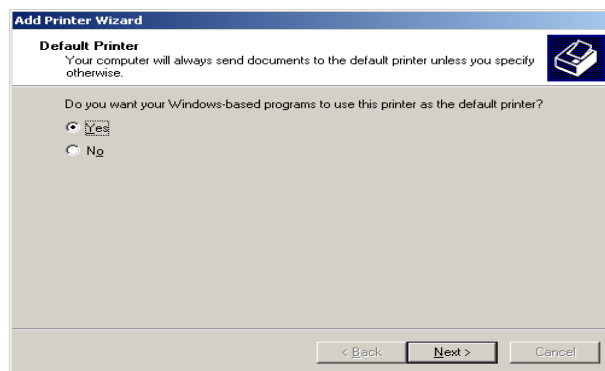 Add Printer Wizard
Default Printer
Your computer will always send documents to the default printer unless you specify
otherwise.
Do you want your Windows-based programs to use this printer as the default printer?
Yes
No
< Back
Next >
Cancel